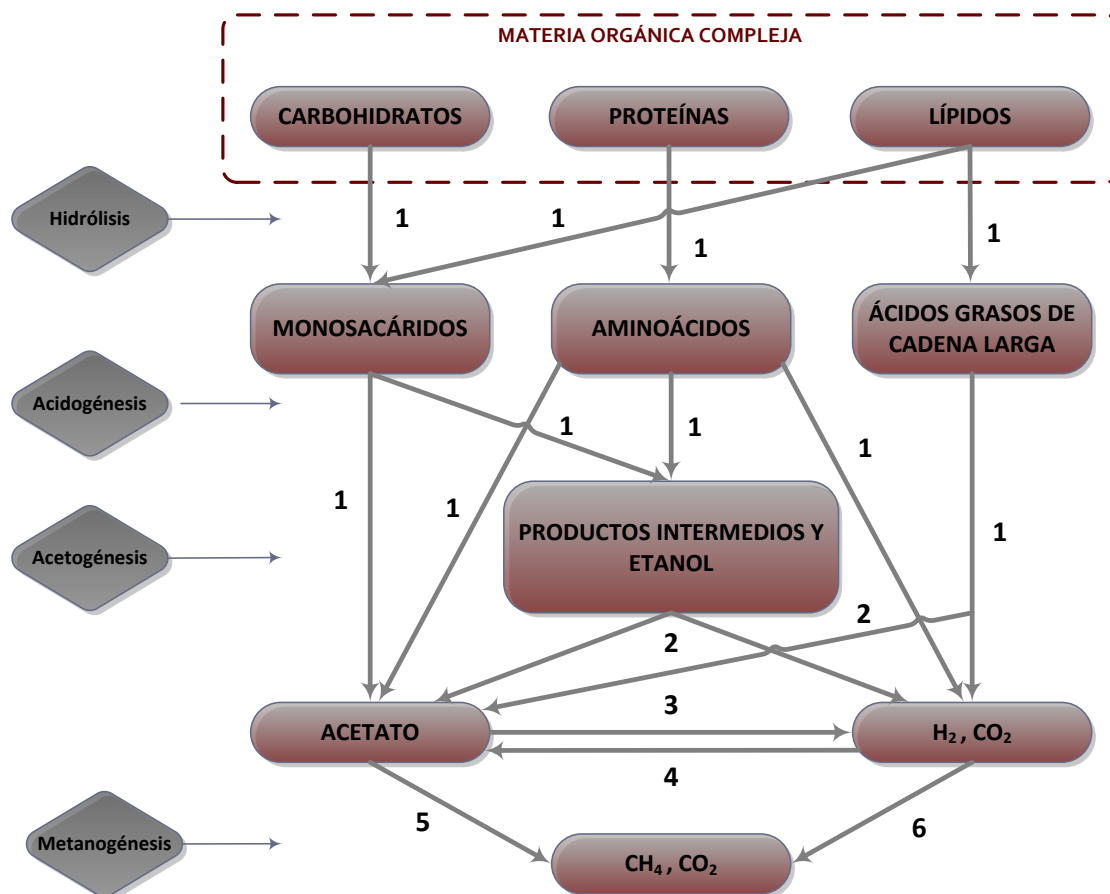 MATERIA ORGÁNICA COMPLEJA
CARBOHIDRATOS
PROTEÍNAS
LÍPIDOS
Hidrólisis
1
1
1
1
MONOSACÁRIDOS
AMINOÁCIDOS
ÁCIDOS GRASOS DE
CADENA LARGA
Acidogénesis
1
1
1
1
1
1
Acetogénesis
PRODUCTOS INTERMEDIOS Y
ETANOL
2
2
3
ACETATO
H₂ , CO₂
4
5
6
Metanogénesis
CH₄ , CO₂